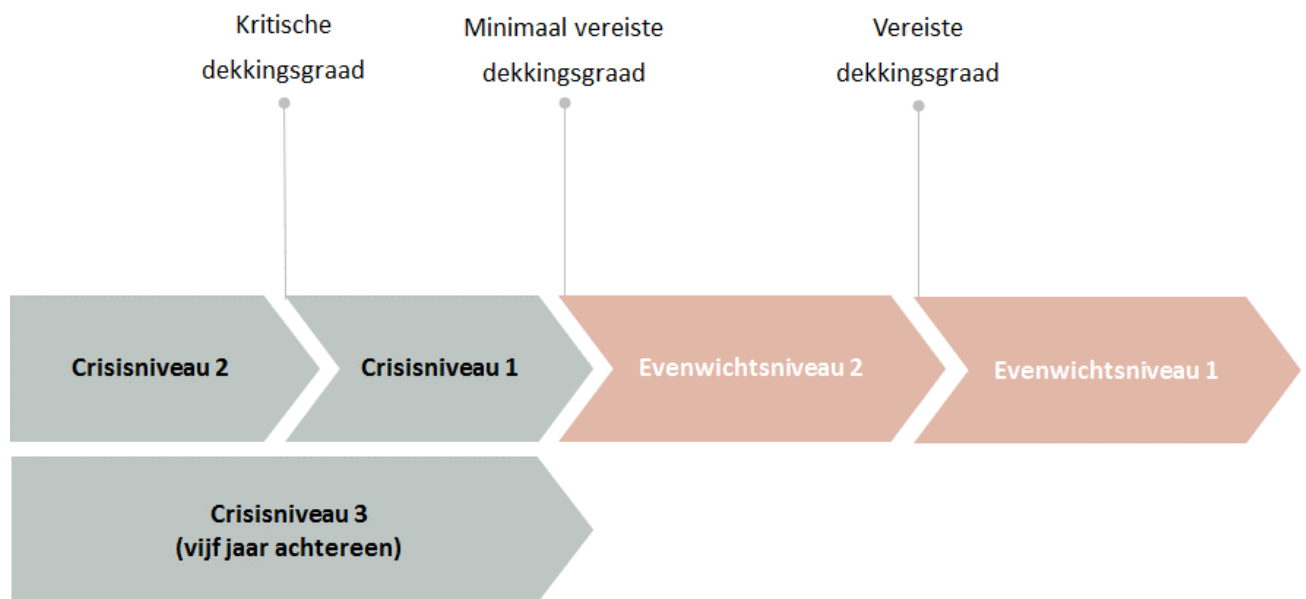 Kritische
dekkingsgraad
Minimaal vereiste
dekkingsgraad
Vereiste
dekkingsgraad
Crisisniveau 2
Crisisniveau 1
Evenwichtsniveau 2
Evenwichtsniveau 1
Crisisniveau 3
(vijf jaar achtereen)